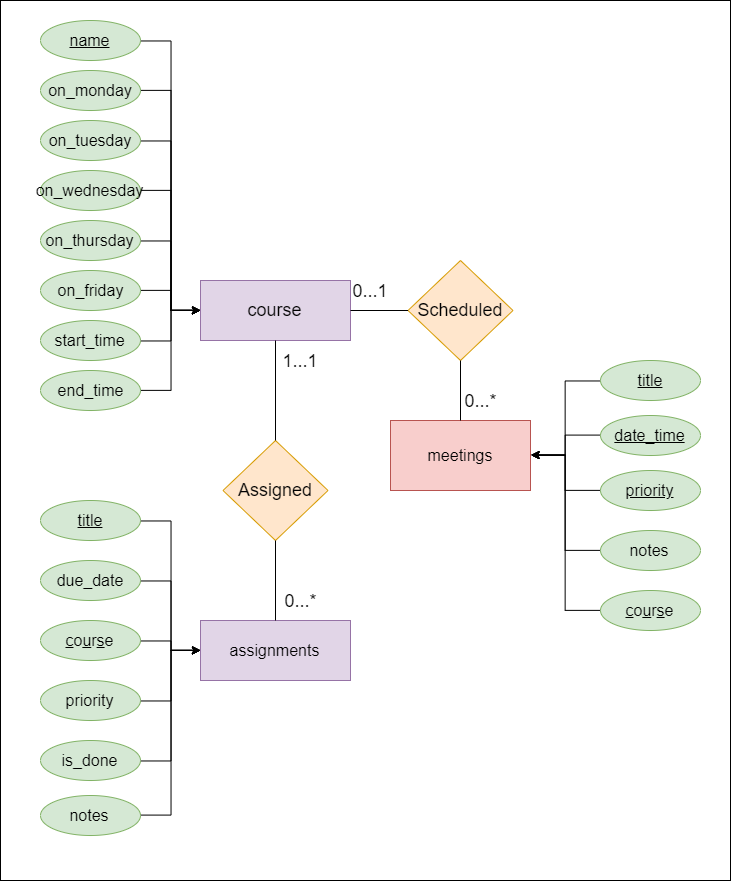 name
on_monday
on_tuesday
on_wednesday
on_thursday
on_friday
start_time
end_time
course
0...1
Scheduled
1...1
0...*
meetings
title
date_time
priority
notes
course
Assigned
0...*
assignments
title
due_date
course
priority
is_done
notes